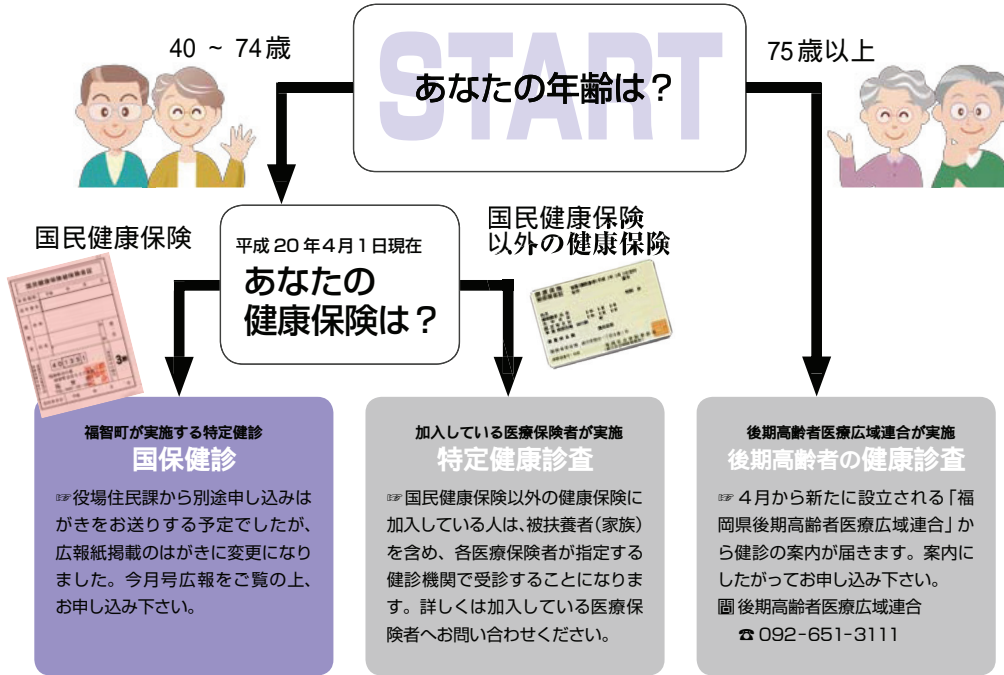 START
あなたの年齢は？
40 ~ 74歳
75歳以上
国民健康保険
平成20年4月1日現在
あなたの
健康保険は？
国民健康保険
以外の健康保険
福智町が実施する特定健診
国保健診
☞役場住民課から別途申し込みは
がきをお送りする予定でしたが、
広報紙掲載のはがきに変更になり
ました。今月号広報をご覧の上、
お申し込み下さい。
加入している医療保険者が実施
特定健康診査
☞国民健康保険以外の健康保険に
加入している人は、被扶養者（家族）
を含め、各医療保険者が指定する
健診機関で受診することになりま
す。詳しくは加入している医療保
険者へお問い合わせください。
後期高齢者医療広域連合が実施
後期高齢者の健康診査
☞４月から新たに設立される「福
岡県後期高齢者医療広域連合」か
ら健診の案内が届きます。案内に
したがってお申し込み下さい。
問後期高齢者医療広域連合
☎092-651-3111